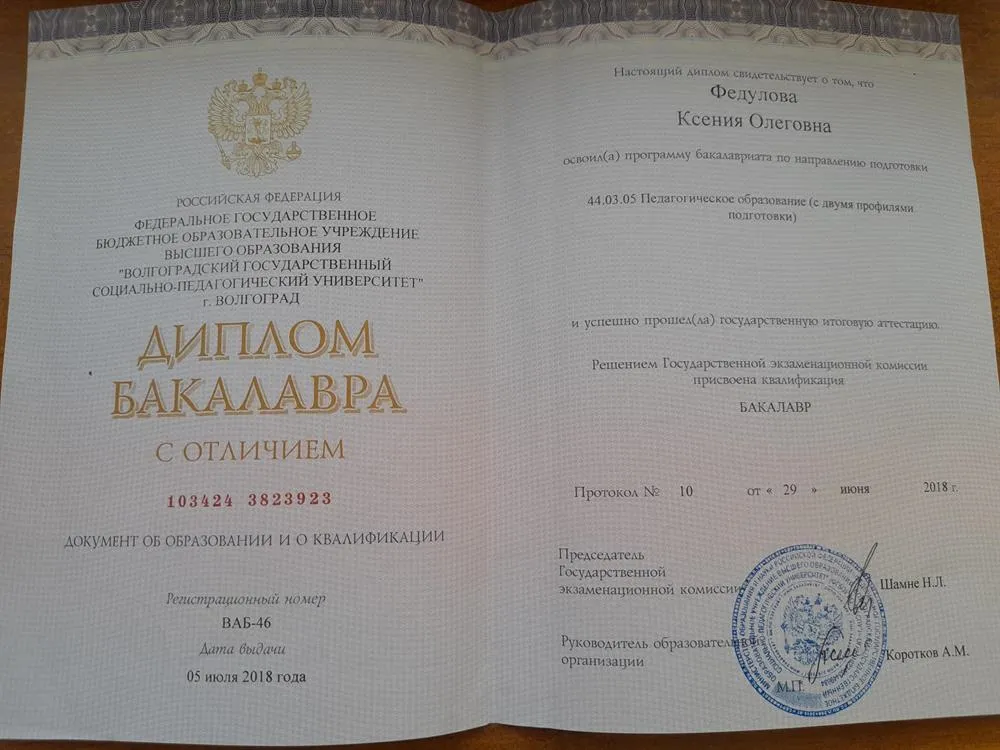 РОССИЙСКАЯ ФЕДЕРАЦИЯ
ФЕДЕРАЛЬНОЕ ГОСУДАРСТВЕННОЕ
БЮДЖЕТНОЕ ОБРАЗОВАТЕЛЬНОЕ УЧРЕЖДЕНИЕ
ВЫСШЕГО ОБРАЗОВАНИЯ
"ВОЛГОГРАДСКИЙ ГОСУДАРСТВЕННЫЙ
СОЦИАЛЬНО-ПЕДАГОГИЧЕСКИЙ УНИВЕРСИТЕТ"
г. ВОЛГОГРАД
ДИПЛОМ
БАКАЛАВРА
С ОТЛИЧИЕМ
103424 3823923
ДОКУМЕНТ ОБ ОБРАЗОВАНИИ И О КВАЛИФИКАЦИИ
Регистрационный номер
ВАБ-46
Дата выдачи
05 июля 2018 года
Настоящий диплом свидетельствует о том, что
Федулова
Ксения Олеговна
освоил(а) программу бакалавриата по направлению подготовки
44.03.05 Педагогическое образование (с двумя профилями
подготовки)
и успешно прошел(ла) государственную итоговую аттестацию.
Решением Государственной экзаменационной комиссии
присвоена квалификация
БАКАЛАВР
Протокол № 10 от « 29 » июня 2018 г.
Председатель
Государственной
экзаменационной комиссии
Шамне Н.Л.
Руководитель образовательной
организации
Коротков А.М.
М.П.